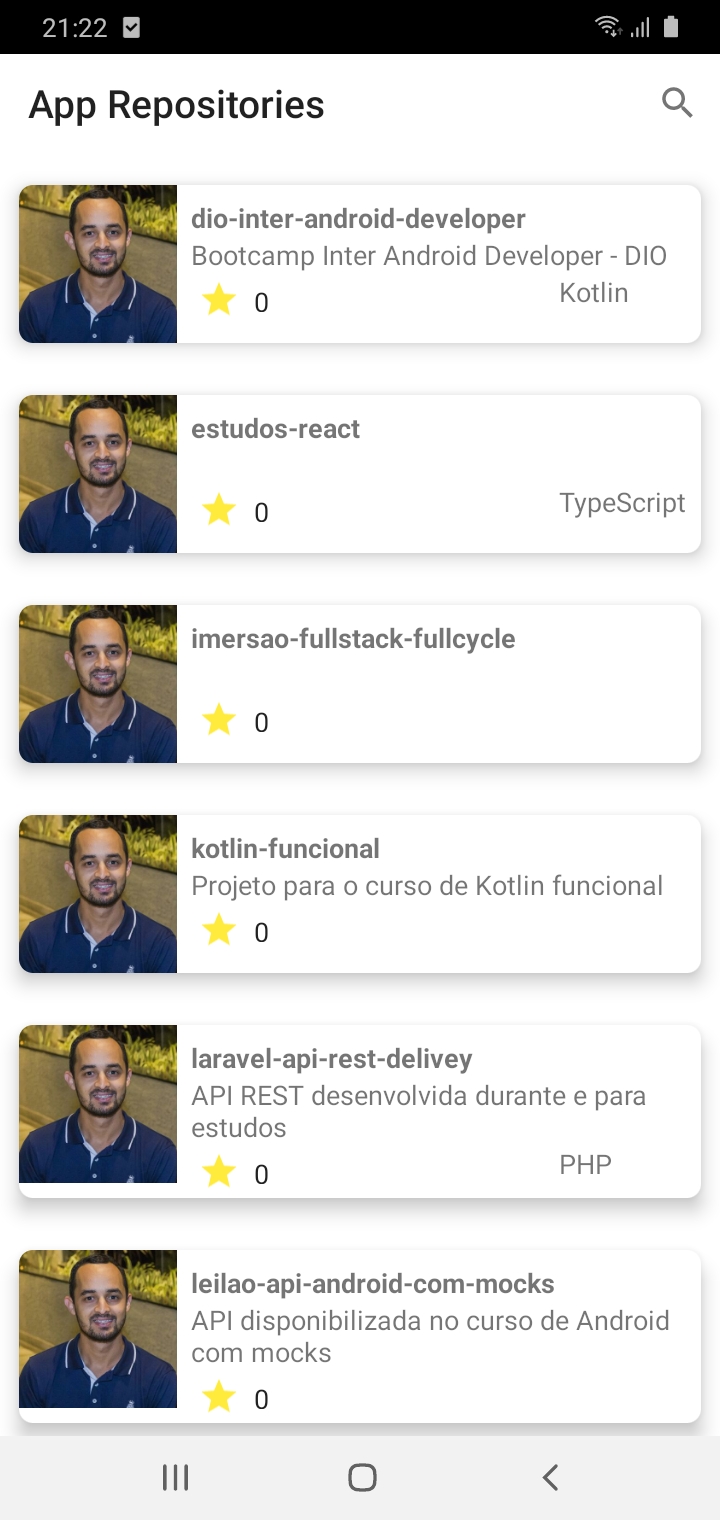 21:22
App Repositories
dio-inter-android-developer
Bootcamp Inter Android Developer - DIO
0
Kotlin
estudos-react
0
TypeScript
imersao-fullstack-fullcycle
0
kotlin-funcional
Projeto para o curso de Kotlin funcional
0
laravel-api-rest-delivey
API REST desenvolvida durante e para
estudos
0
PHP
leilao-api-android-com-mocks
API disponibilizada no curso de Android
com mocks
0